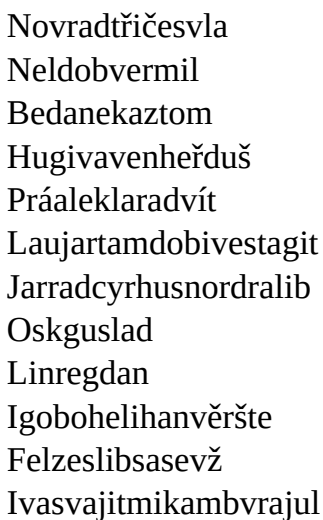 Novradtřičesvla
Neldobvermil
Bedanekaztom
Hugivavenheřduš
Práaleklaradvít
Laujartamdobivestagit
Jarradcyrhusnordralib
Oskguslad
Linregdan
Igobohelihanvěršte
Felzeslibsasevž
Ivasvajitmikambvrajul